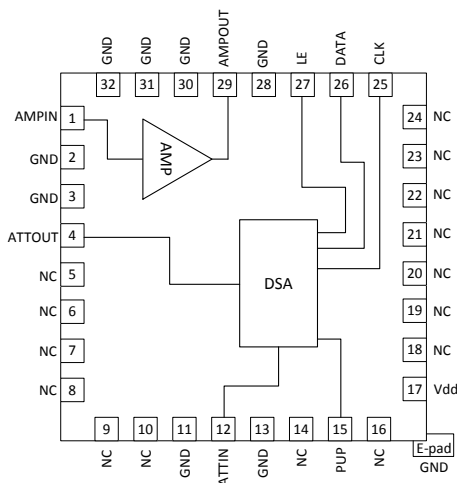 GND GND GND AMPOUT GND LE DATA CLK
32 31 30 29 28 27 26 25
AMPIN 1
GND 2
GND 3
ATTOUT 4
NC 5
NC 6
NC 7
NC 8
AMP
DSA
24 NC
23 NC
22 NC
21 NC
20 NC
19 NC
18 NC
17 Vdd
9 10 11 12 13 14 15 16
NC NC GND ATTIN GND NC PUP NC
E-pad
GND